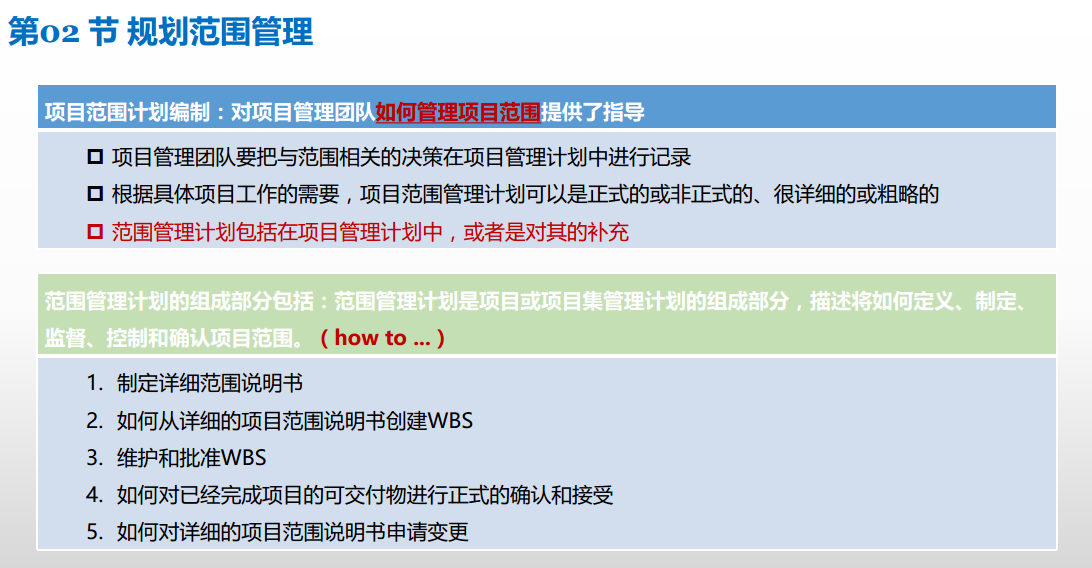 第02 节 规划范围管理
项目范围计划编制：对项目管理团队如何管理项目范围提供了指导
项目管理团队要把与范围相关的决策在项目管理计划中进行记录
根据具体项目工作的需要，项目范围管理计划可以是正式的或非正式的、很详细的或粗略的
范围管理计划包括在项目管理计划中，或者是对其的补充
范围管理计划的组成部分包括：范围管理计划是项目或项目集管理计划的组成部分，描述将如何定义、制定、
监督、控制和确认项目范围。（how to ...）
1. 制定详细范围说明书
2. 如何从详细的项目范围说明书创建WBS
3. 维护和批准WBS
4. 如何对已经完成项目的可交付物进行正式的确认和接受
5. 如何对详细的项目范围说明书申请变更